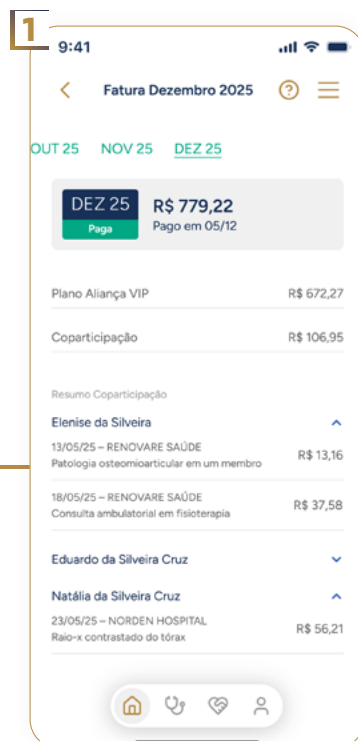 1
9:41
Fatura Dezembro 2025 ?
OUT 25 NOV 25 DEZ 25
DEZ 25 R$ 779,22
Paga Pago em 05/12
Plano Aliança VIP R$ 672,27
Coparticipação R$ 106,95
Resumo Coparticipação
Elenise da Silveira
13/05/25 – RENOVARE SAÚDE
Patologia osteomioarticular em um membro R$ 13,16
18/05/25 – RENOVARE SAÚDE
Consulta ambulatorial em fisioterapia R$ 37,58
Eduardo da Silveira Cruz
Natália da Silveira Cruz
23/05/25 – NORDEN HOSPITAL
Raio-x contrastado do tórax R$ 56,21